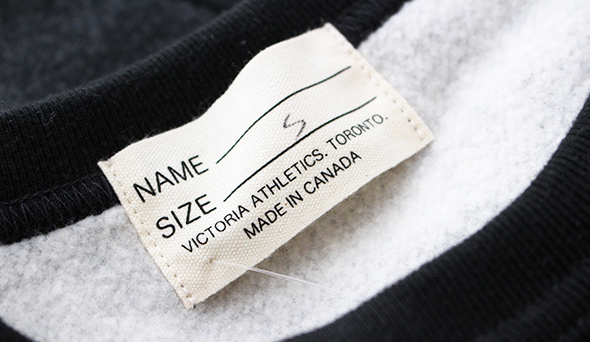 NAME
SIZE S
VICTORIA ATHLETICS. TORONTO.
MADE IN CANADA